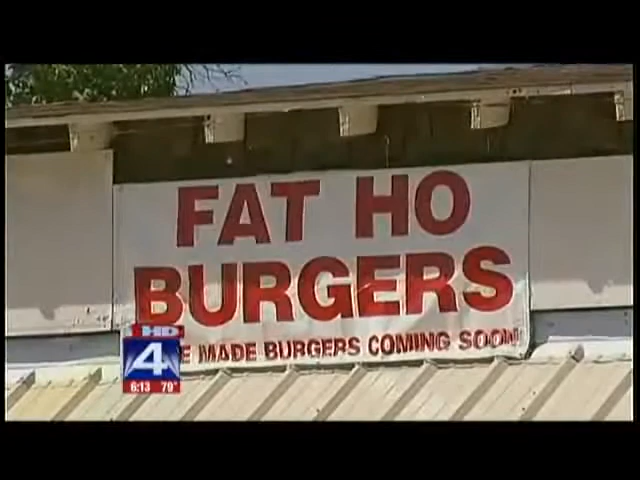 FAT HO
BURGERS
E MADE BURGERS COMING SOON!
HD
4
6:13 79°